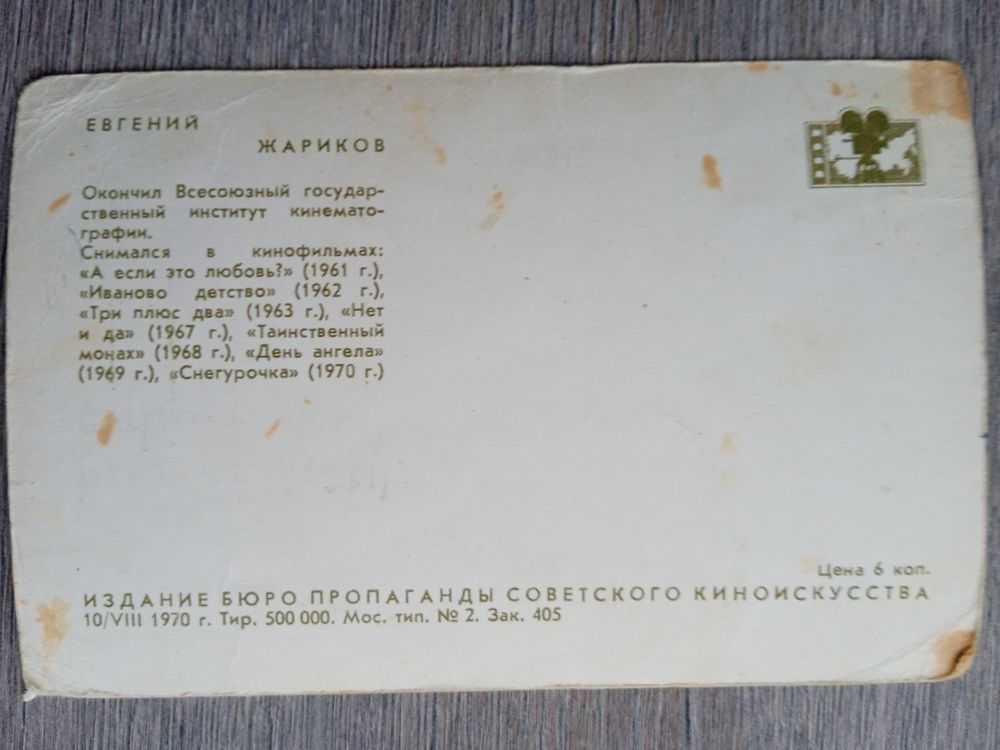 ЕВГЕНИЙ
ЖАРИКОВ
Окончил Всесоюзный государ-
ственный институт кинемато-
графии.
Снимался в кинофильмах:
«А если это любовь?» (1961 г.),
«Иваново детство» (1962 г.),
«Три плюс два» (1963 г.), «Нет
и да» (1967 г.), «Таинственный
монах» (1968 г.), «День ангела»
(1969 г.), «Снегурочка» (1970 г.)
Цена 6 коп.
ИЗДАНИЕ БЮРО ПРОПАГАНДЫ СОВЕТСКОГО КИНОИСКУССТВА
10/VIII 1970 г. Тир. 500 000. Мос. тип. № 2. Зак. 405